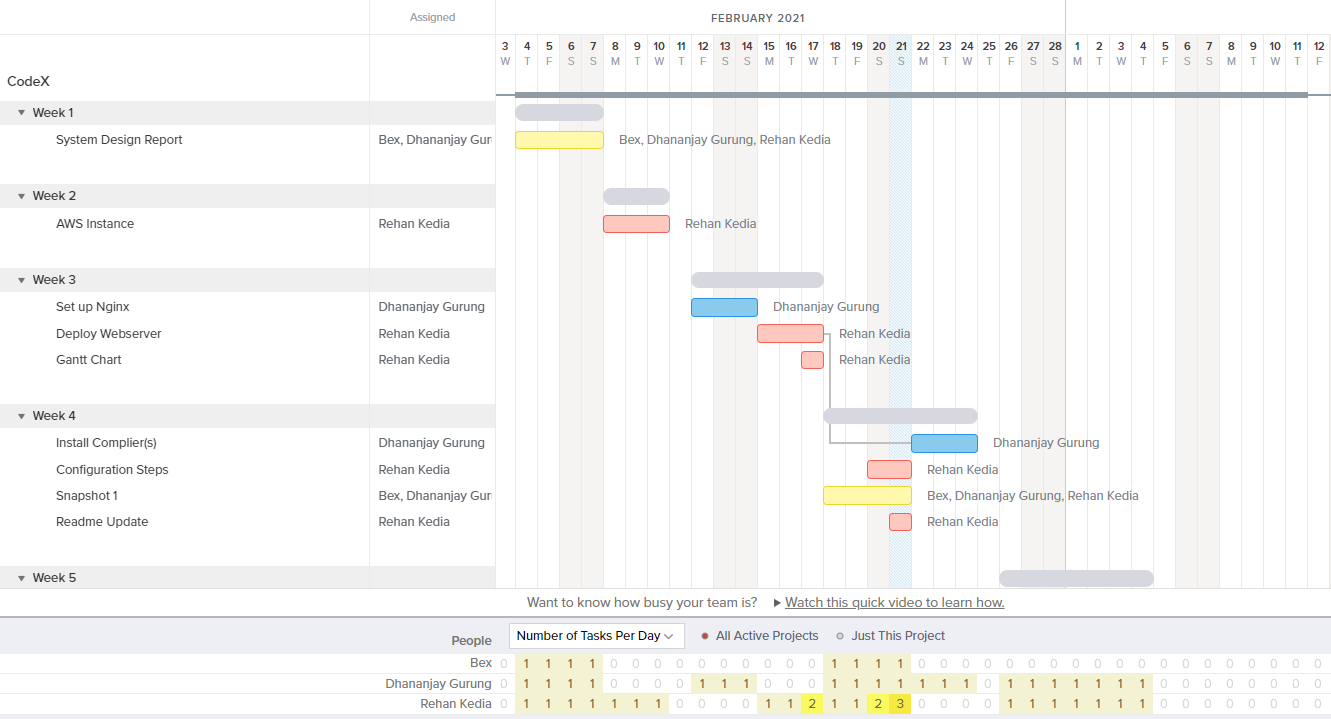 Assigned FEBRUARY 2021
3 4 5 6 7 8 9 10 11 12 13 14 15 16 17 18 19 20 21 22 23 24 25 26 27 28 1 2 3 4 5 6 7 8 9 10 11 12
W T F S S M T W T F S S M T W T F S S M T W T F S S M T W T F S S M T W T F
CodeX
Week 1
System Design Report Bex, Dhananjay Gur Bex, Dhananjay Gurung, Rehan Kedia
Week 2
AWS Instance Rehan Kedia Rehan Kedia
Week 3
Set up Nginx Dhananjay Gurung Dhananjay Gurung
Deploy Webserver Rehan Kedia Rehan Kedia
Gantt Chart Rehan Kedia Rehan Kedia
Week 4
Install Complier(s) Dhananjay Gurung Dhananjay Gurung
Configuration Steps Rehan Kedia Rehan Kedia
Snapshot 1 Bex, Dhananjay Gur Bex, Dhananjay Gurung, Rehan Kedia
Readme Update Rehan Kedia Rehan Kedia
Week 5
Want to know how busy your team is? Watch this quick video to learn how.
People Number of Tasks Per Day All Active Projects Just This Project
Bex 0 1 1 1 1 0 0 0 0 0 0 0 0 0 0 1 1 1 1 0 0 0 0 0 0 0 0 0 0 0 0 0 0 0 0 0 0 0
Dhananjay Gurung 0 1 1 1 1 0 0 0 0 1 1 1 0 0 0 1 1 1 1 1 1 1 0 1 1 1 1 1 1 1 0 0 0 0 0 0 0 0
Rehan Kedia 0 1 1 1 1 1 1 1 0 0 0 0 1 1 2 1 1 2 3 0 0 0 0 1 1 1 1 1 1 1 0 0 0 0 0 0 0 0